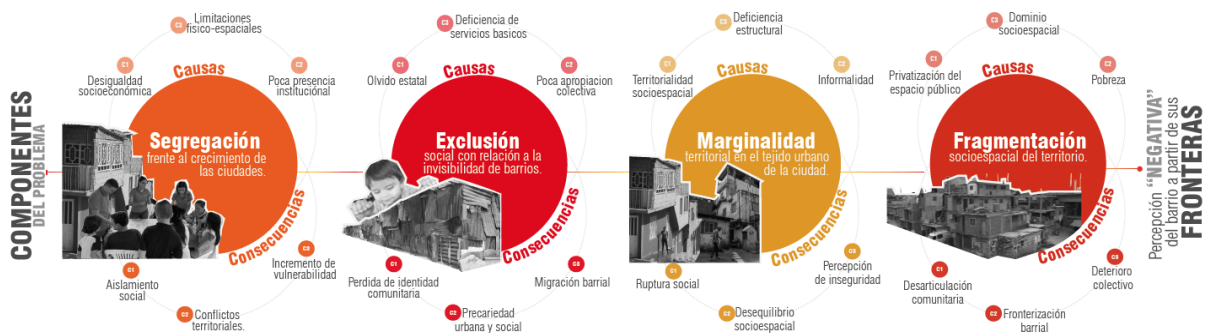 COMPONENTES
DEL PROBLEMA
C3
Limitaciones
físico-espaciales
C1
Desigualdad
socioeconómica
C2
Poca presencia
institucional
Causas
Segregación
frente al crecimiento de
las ciudades.
Consecuencias
C1
Aislamiento
social
C2
Conflictos
territoriales.
Incremento de
vulnerabilidad
C3
Deficiencia de
servicios basicos
C1
Olvido estatal
C2
Poca apropiacion
colectiva
Causas
Exclusión
social con relación a la
invisibilidad de barrios.
Consecuencias
C1
Perdida de identidad
comunitaria
C2
Precariedad
urbana y social
Migración barrial
C3
Deficiencia
estructural
C1
Territorialidad
socioespacial
C2
Informalidad
Causas
Marginalidad
territorial en el tejido urbano
de la ciudad.
Consecuencias
C1
Ruptura social
C2
Desequilibrio
socioespacial
Percepción
de inseguridad
C3
Dominio
socioespacial
C1
Privatización del
espacio público
C2
Pobreza
Causas
Fragmentación
socioespacial del territorio.
Consecuencias
C1
Desarticulación
comunitaria
C2
Fronterización
barrial
Deterioro
colectivo
Percepción “NEGATIVA”
del barrio a partir de sus
FRONTERAS